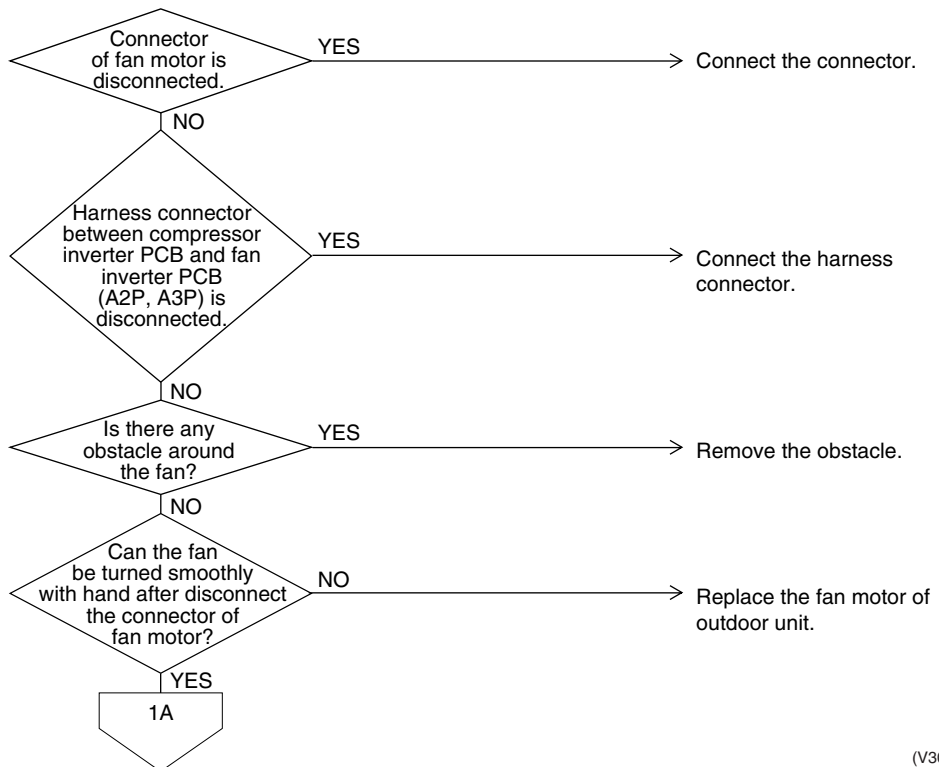 Connector
of fan motor is
disconnected.
YES
Connect the connector.
NO
Harness connector
between compressor
inverter PCB and fan
inverter PCB
(A2P, A3P) is
disconnected.
YES
Connect the harness
connector.
NO
Is there any
obstacle around
the fan?
YES
Remove the obstacle.
NO
Can the fan
be turned smoothly
with hand after disconnect
the connector of
fan motor?
NO
Replace the fan motor of
outdoor unit.
YES
1A